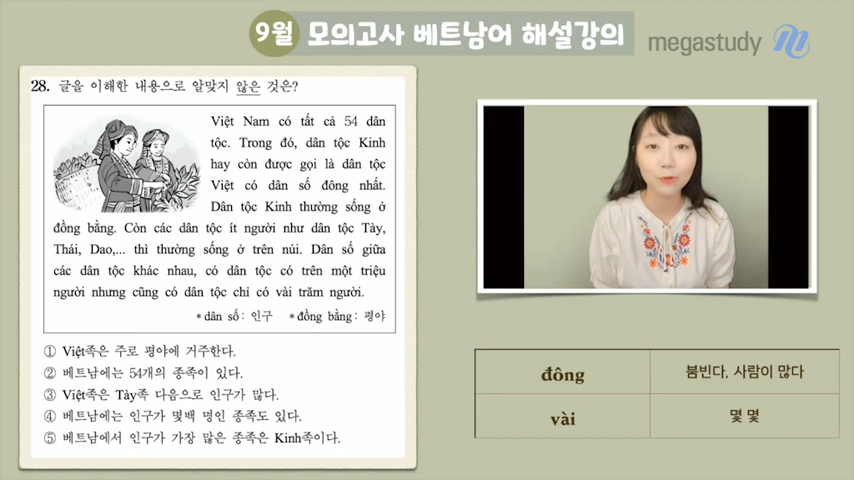 9월 모의고사 베트남어 해설강의
megastudy
28. 글을 이해한 내용으로 알맞지 않은 것은?
Việt Nam có tất cả 54 dân
tộc. Trong đó, dân tộc Kinh
hay còn được gọi là dân tộc
Việt có dân số đông nhất.
Dân tộc Kinh thường sống ở
đồng bằng. Còn các dân tộc ít người như dân tộc Tày,
Thái, Dao,... thì thường sống ở trên núi. Dân số giữa
các dân tộc khác nhau, có dân tộc có trên một triệu
người nhưng cũng có dân tộc chỉ có vài trăm người.
*dân số: 인구 *đồng bằng: 평야
① Việt족은 주로 평야에 거주한다.
② 베트남에는 54개의 종족이 있다.
③ Việt족은 Tày족 다음으로 인구가 많다.
④ 베트남에는 인구가 몇백 명인 종족도 있다.
⑤ 베트남에서 인구가 가장 많은 종족은 Kinh족이다.
đông 붐빈다, 사람이 많다
vài 몇 몇